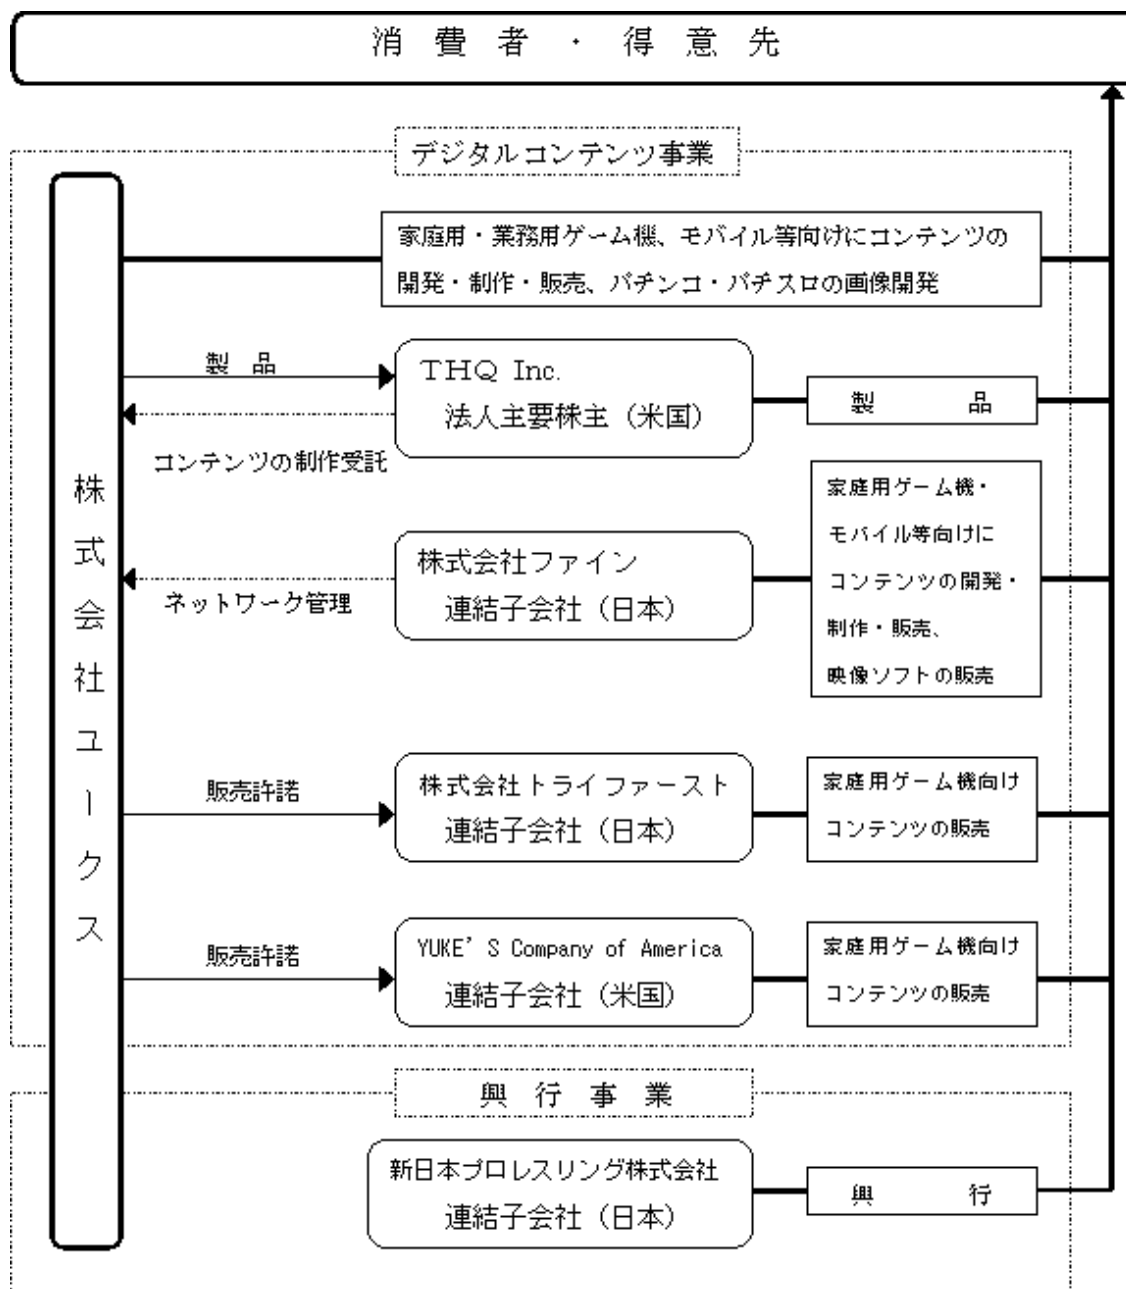 消費者・得意先
デジタルコンテンツ事業
株式会社ユークス
家庭用・業務用ゲーム機、モバイル等向けにコンテンツの
開発・制作・販売、パチンコ・パチスロの画像開発
製品
THQ Inc.
法人主要株主（米国）
製品
コンテンツの制作受託
株式会社ファイン
連結子会社（日本）
ネットワーク管理
家庭用ゲーム機・
モバイル等向けに
コンテンツの開発・
制作・販売、
映像ソフトの販売
販売許諾
株式会社トライファースト
連結子会社（日本）
家庭用ゲーム機向け
コンテンツの販売
販売許諾
YUKE'S Company of America
連結子会社（米国）
家庭用ゲーム機向け
コンテンツの販売
興行事業
新日本プロレスリング株式会社
連結子会社（日本）
興行